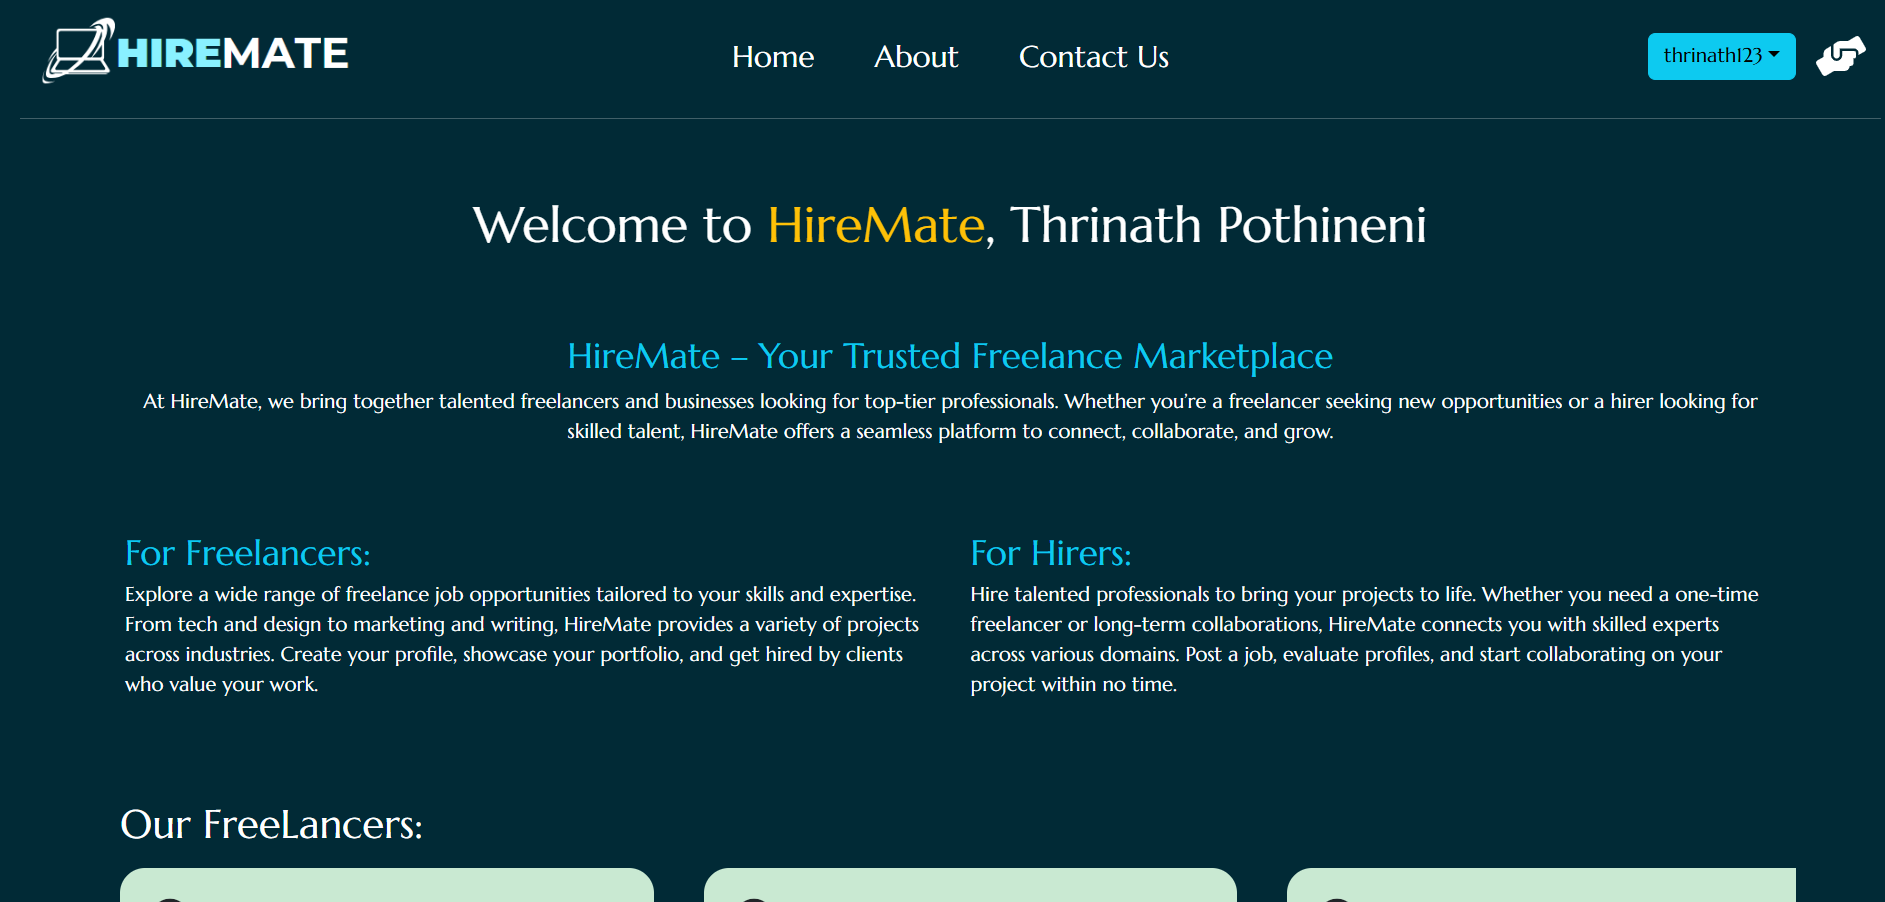 HIREMATE
Home
About
Contact Us
thrinath123
Welcome to HireMate, Thrinath Pothineni
HireMate – Your Trusted Freelance Marketplace
At HireMate, we bring together talented freelancers and businesses looking for top-tier professionals. Whether you’re a freelancer seeking new opportunities or a hirer looking for
skilled talent, HireMate offers a seamless platform to connect, collaborate, and grow.
For Freelancers:
Explore a wide range of freelance job opportunities tailored to your skills and expertise.
From tech and design to marketing and writing, HireMate provides a variety of projects
across industries. Create your profile, showcase your portfolio, and get hired by clients
who value your work.
For Hirers:
Hire talented professionals to bring your projects to life. Whether you need a one-time
freelancer or long-term collaborations, HireMate connects you with skilled experts
across various domains. Post a job, evaluate profiles, and start collaborating on your
project within no time.
Our FreeLancers: